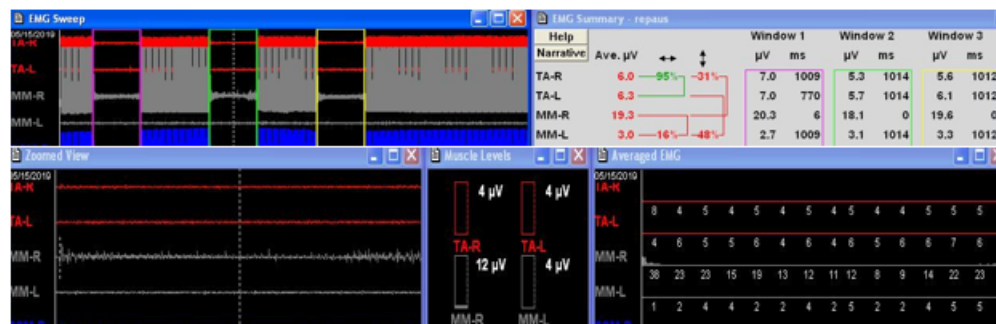 EMG Sweep
05/15/2019
TA-R
TA-L
MM-R
MM-L
EMG Summary - repaus
Help
Narrative
Ave. µV
Window 1 Window 2 Window 3
µV ms µV ms µV ms
TA-R 6.0 95% -31% 7.0 1009 5.3 1014 5.6 1012
TA-L 6.3 7.0 770 5.7 1014 6.1 1012
MM-R 19.3 20.3 6 18.1 0 19.6 0
MM-L 3.0 16% -48% 2.7 1009 3.1 1014 3.3 1012
Zoomed View
05/15/2019
TA-R
TA-L
MM-R
MM-L
Muscle Levels
4 µV 4 µV
TA-R TA-L
12 µV 4 µV
MM-R MM-L
Averaged EMG
05/15/2019
TA-R
8 4 5 4 5 4 5 4 5 4 4 5 5 5
TA-L
4 6 5 5 6 4 6 4 6 5 5 6 7 6
MM-R
38 23 23 15 19 13 12 11 12 8 9 14 22 23
MM-L
1 2 4 4 2 2 4 2 5 2 2 4 5 5